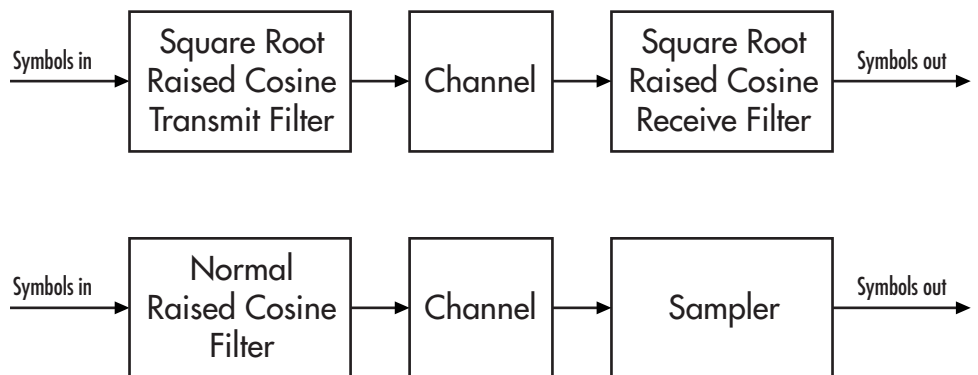 Symbols in
Square Root
Raised Cosine
Transmit Filter
Channel
Square Root
Raised Cosine
Receive Filter
Symbols out
Symbols in
Normal
Raised Cosine
Filter
Channel
Sampler
Symbols out